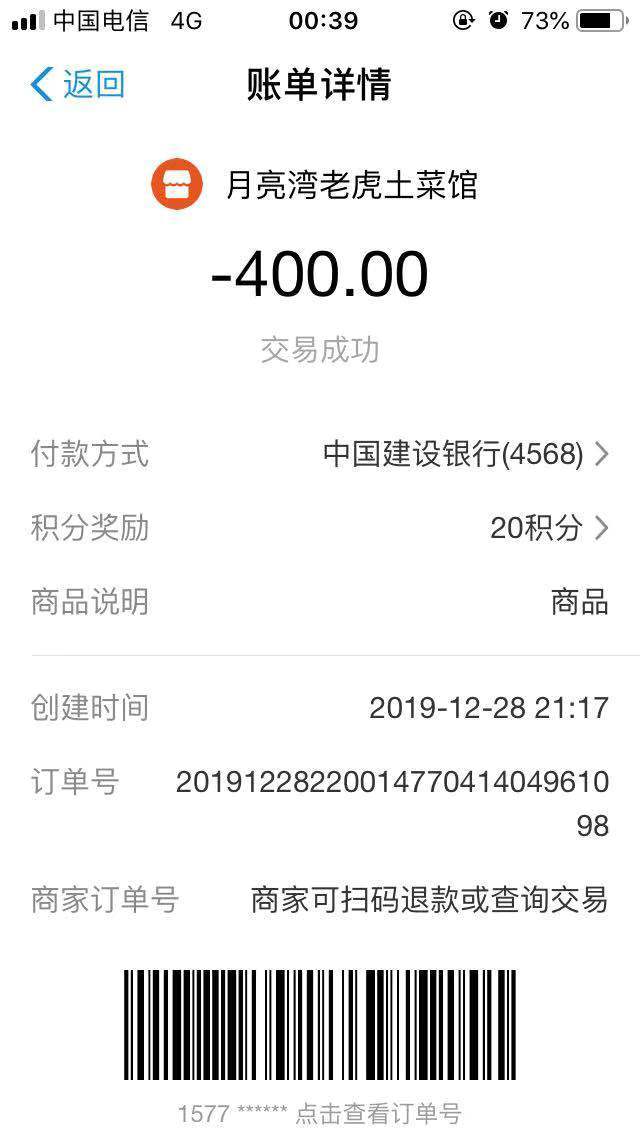 中国电信 4G 00:39 73%
返回 账单详情
月亮湾老虎土菜馆
-400.00
交易成功
付款方式 中国建设银行(4568)
积分奖励 20积分
商品说明 商品
创建时间 2019-12-28 21:17
订单号 20191228220014770414049610
98
商家订单号 商家可扫码退款或查询交易
1577 ****** 点击查看订单号